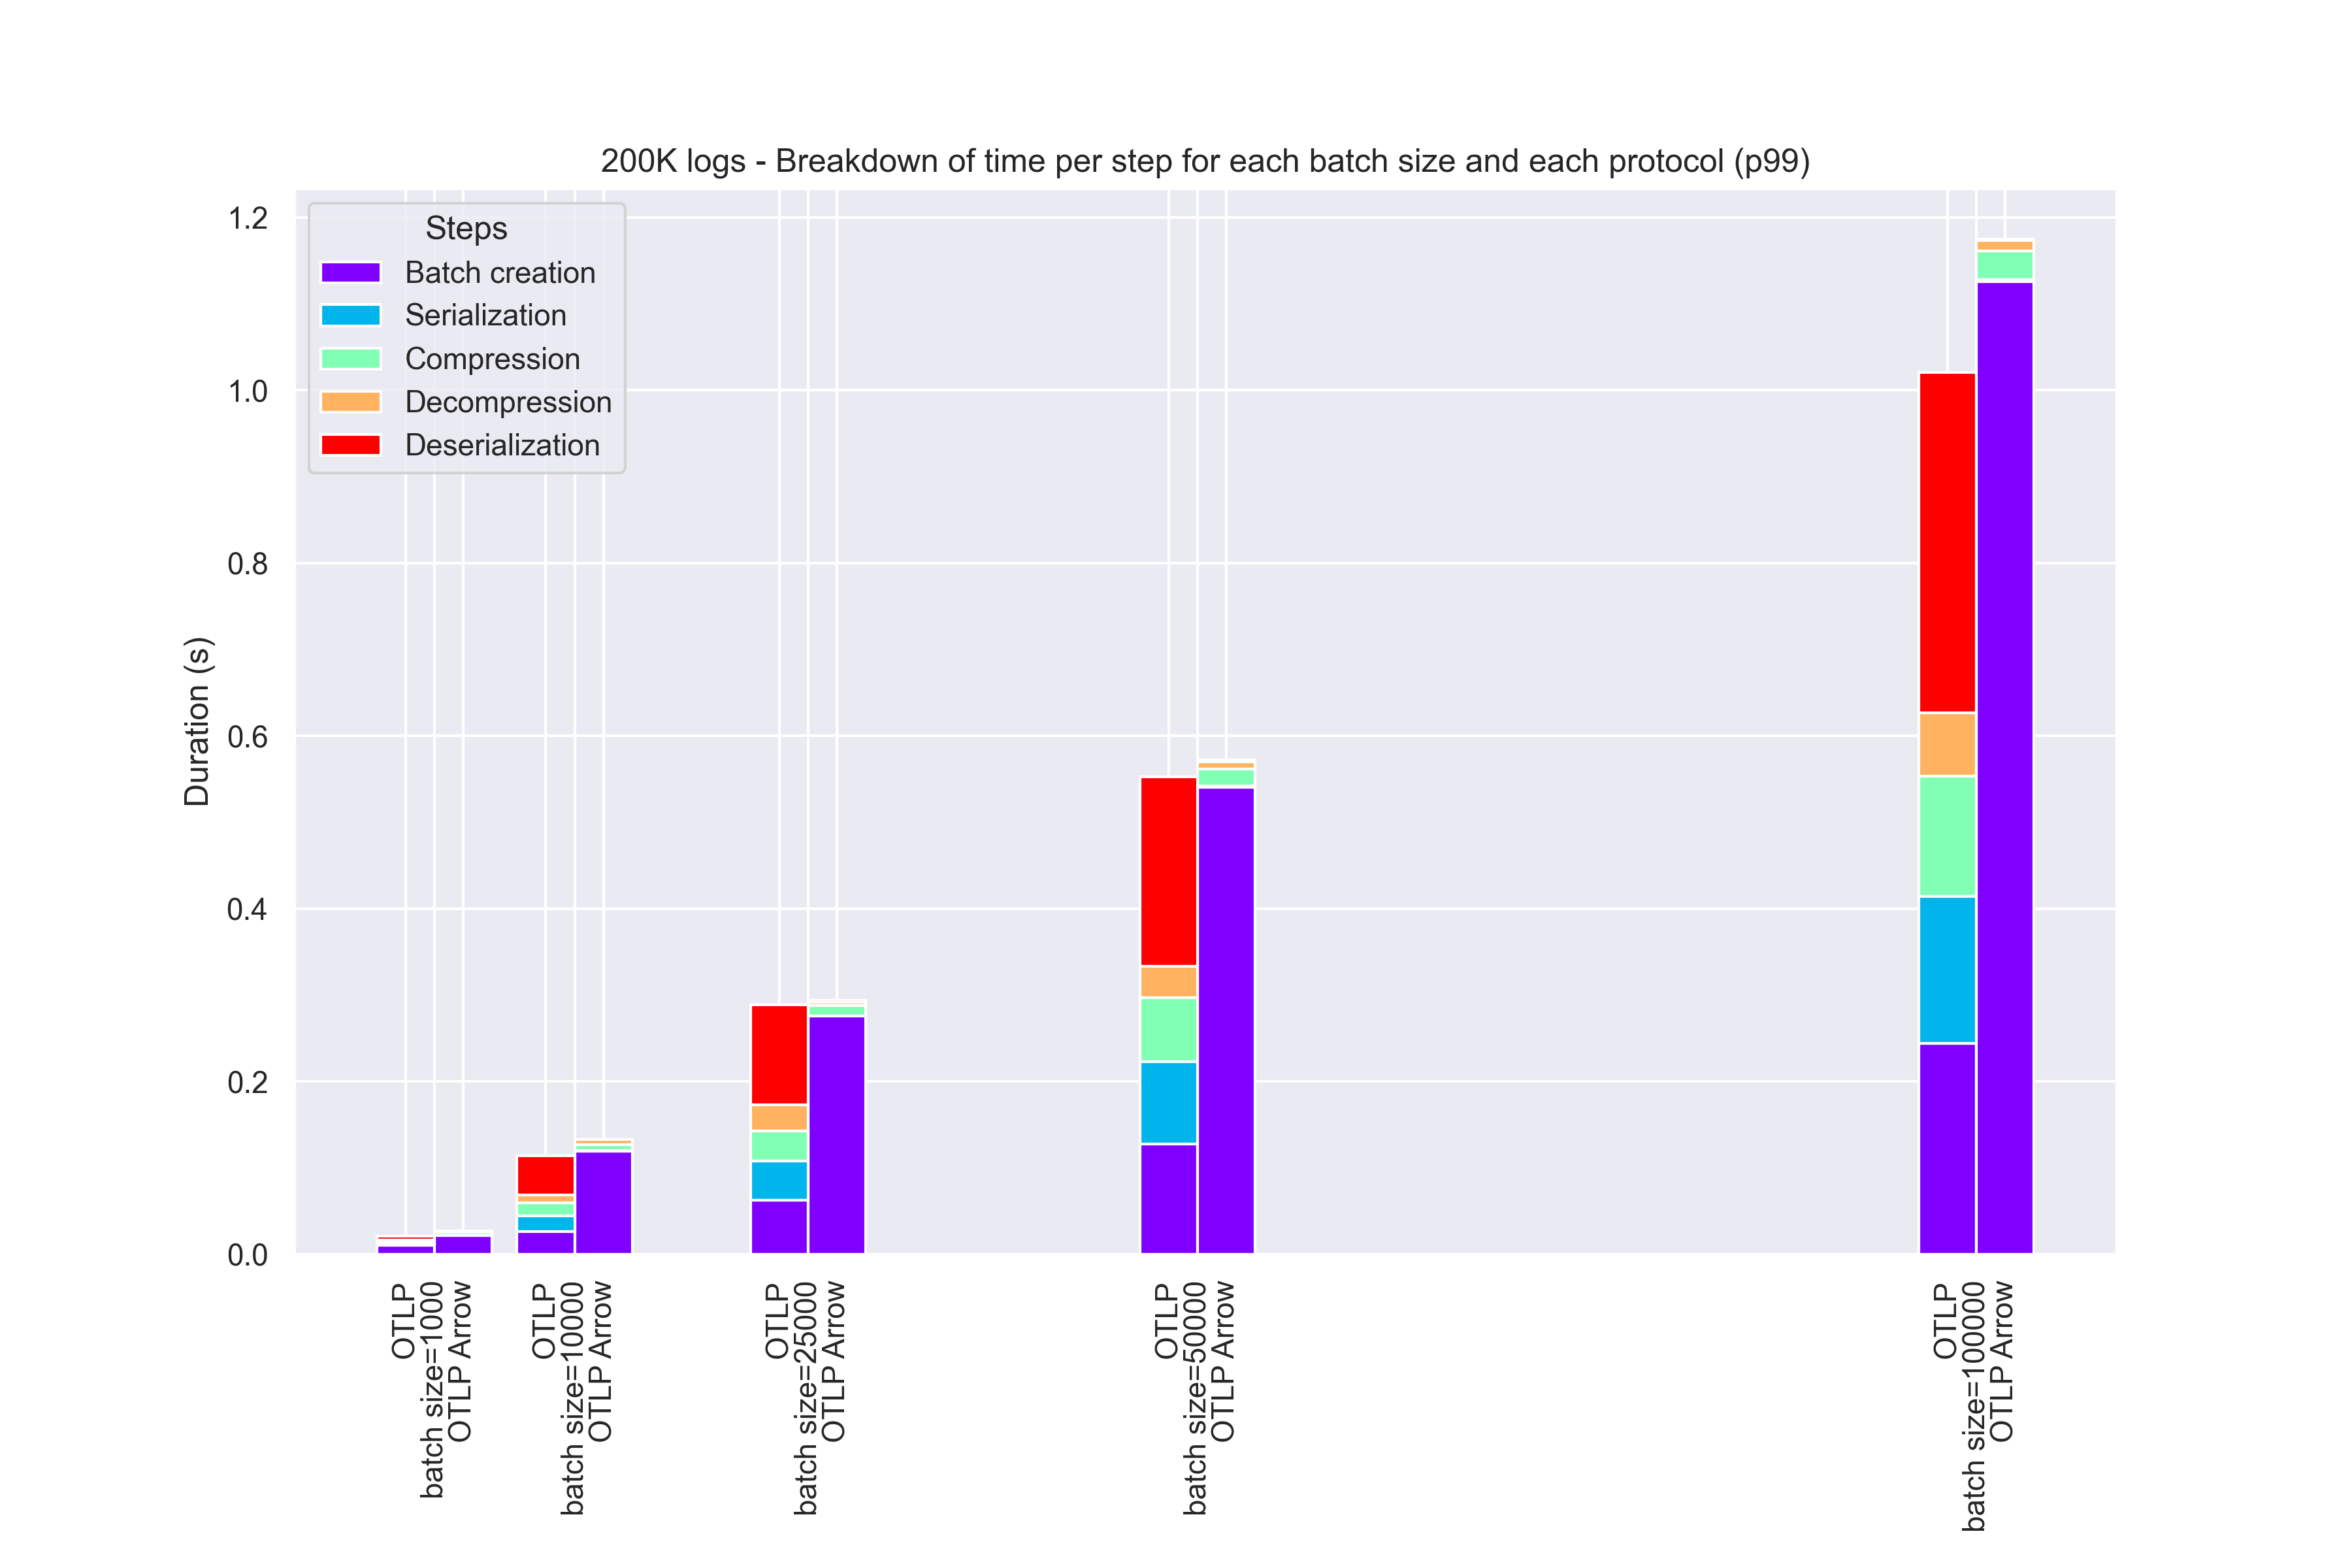 200K logs - Breakdown of time per step for each batch size and each protocol (p99)
Steps
Batch creation
Serialization
Compression
Decompression
Deserialization
Duration (s)
1.2
1.0
0.8
0.6
0.4
0.2
0.0
OTLP
batch size=1000
OTLP Arrow
OTLP
batch size=10000
OTLP Arrow
OTLP
batch size=25000
OTLP Arrow
OTLP
batch size=50000
OTLP Arrow
OTLP
batch size=100000
OTLP Arrow